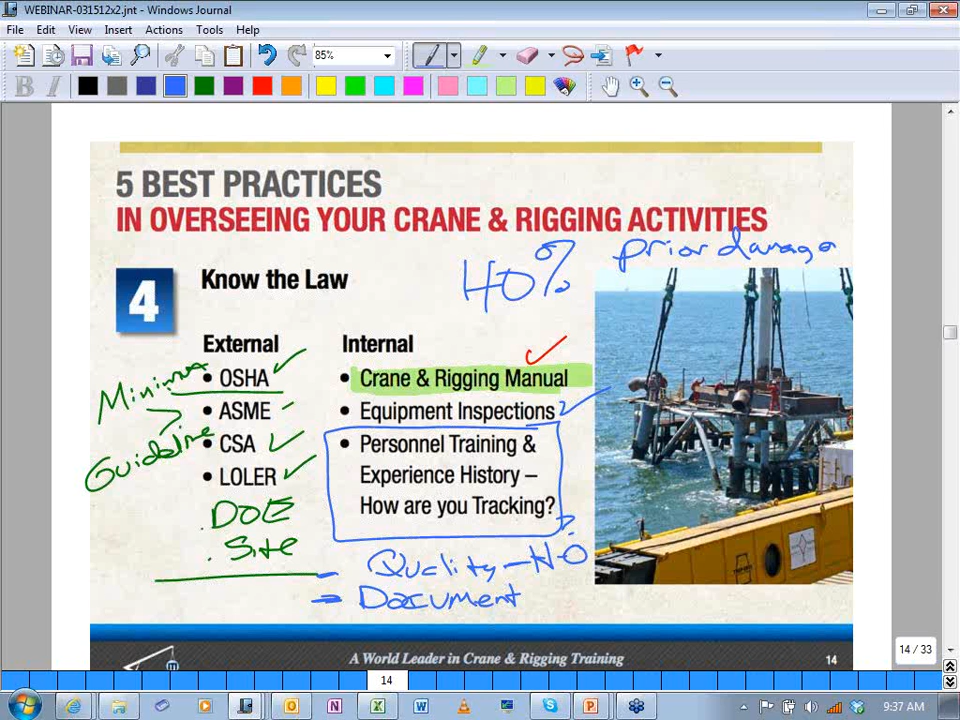 WEBINAR-031512x2.jnt - Windows Journal
File Edit View Insert Actions Tools Help
85%
B I
5 BEST PRACTICES
IN OVERSEEING YOUR CRANE & RIGGING ACTIVITIES
40% prior damage
4 Know the Law
External
Minimum
• OSHA
• ASME
Guideline
• CSA
• LOLER
DOE
. Site
Internal
• Crane & Rigging Manual
• Equipment Inspections
• Personnel Training &
Experience History –
How are you Tracking?
- Quality - H.O
= Document
A World Leader in Crane & Rigging Training
14
14 / 33
14
9:37 AM